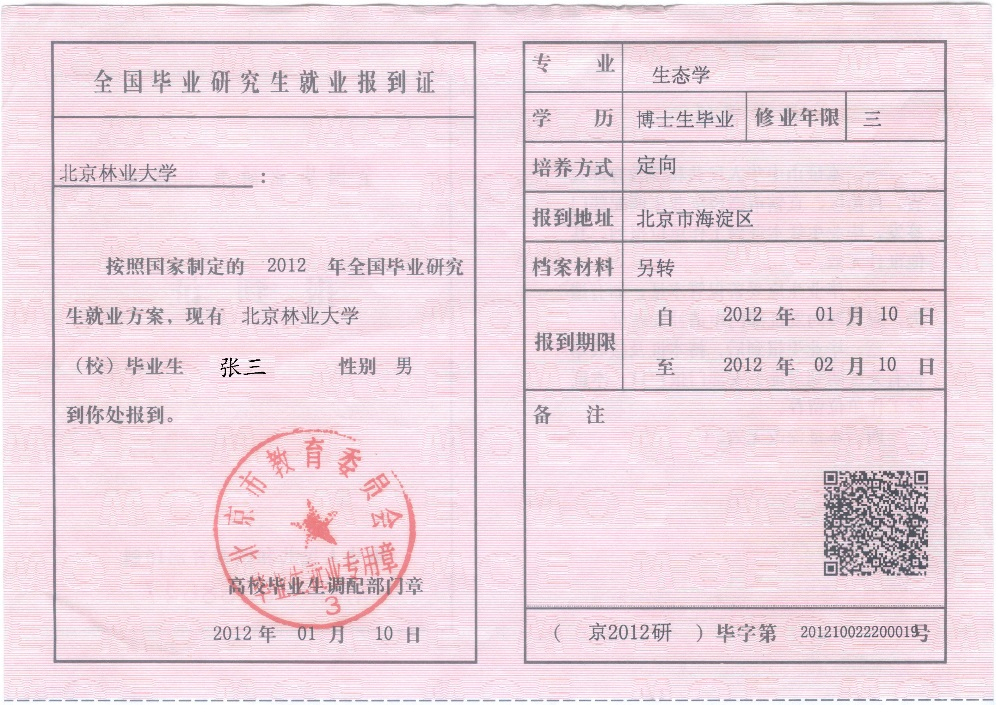 全国毕业研究生就业报到证
北京林业大学：
按照国家制定的 2012 年全国毕业研究
生就业方案，现有 北京林业大学
（校）毕业生 张三 性别 男
到你处报到。
北京市教育委员会
毕业生就业专用章
3
高校毕业生调配部门章
2012 年 01 月 10 日
专业 生态学
学历 博士生毕业 修业年限 三
培养方式 定向
报到地址 北京市海淀区
档案材料 另转
报到期限 自 2012 年 01 月 10 日
至 2012 年 02 月 10 日
备注
（ 京2012研 ）毕字第 201210022200019号